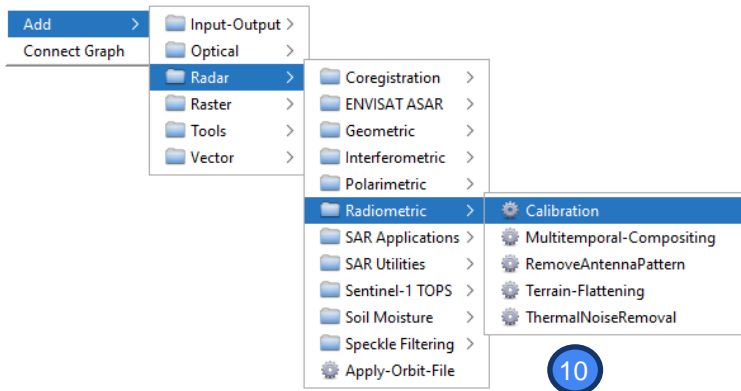 Add
Connect Graph
Input-Output
Optical
Radar
Raster
Tools
Vector
Coregistration
ENVISAT ASAR
Geometric
Interferometric
Polarimetric
Radiometric
SAR Applications
SAR Utilities
Sentinel-1 TOPS
Soil Moisture
Speckle Filtering
Apply-Orbit-File
Calibration
Multitemporal-Compositing
RemoveAntennaPattern
Terrain-Flattening
ThermalNoiseRemoval
10